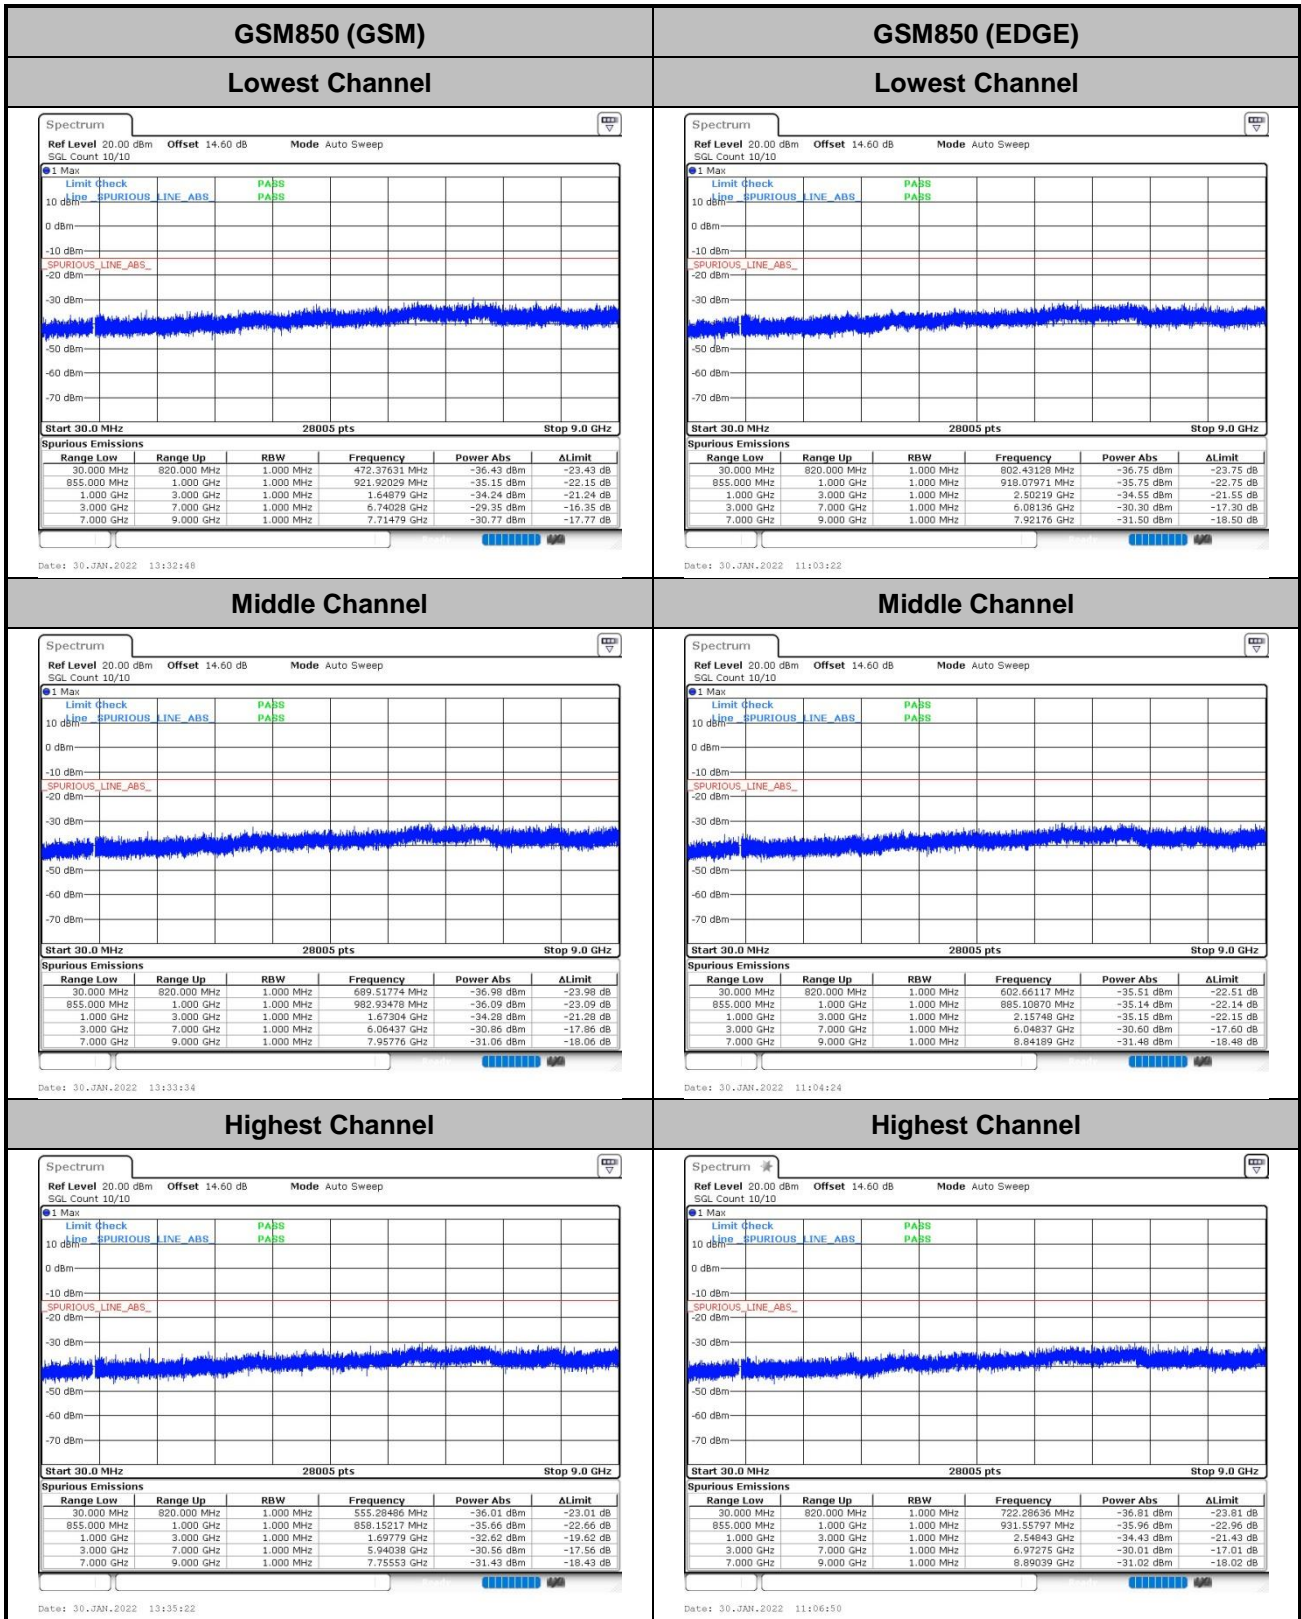 GSM850 (GSM) GSM850 (EDGE)
Lowest Channel Lowest Channel
Spectrum
Ref Level 20.00 dBm Offset 14.60 dB Mode Auto Sweep
SGL Count 10/10
1 Max
Limit Check PASS
Line _SPURIOUS_LINE_ABS_ PASS
10 dBm
0 dBm
-10 dBm
_SPURIOUS_LINE_ABS_
-20 dBm
-30 dBm
-50 dBm
-60 dBm
-70 dBm
Start 30.0 MHz 28005 pts Stop 9.0 GHz
Spurious Emissions
Range Low Range Up RBW Frequency Power Abs ΔLimit
30.000 MHz 820.000 MHz 1.000 MHz 472.37631 MHz -36.43 dBm -23.43 dB
855.000 MHz 1.000 GHz 1.000 MHz 921.92029 MHz -35.15 dBm -22.15 dB
1.000 GHz 3.000 GHz 1.000 MHz 1.64879 GHz -34.24 dBm -21.24 dB
3.000 GHz 7.000 GHz 1.000 MHz 6.74028 GHz -29.35 dBm -16.35 dB
7.000 GHz 9.000 GHz 1.000 MHz 7.71479 GHz -30.77 dBm -17.77 dB
Date: 30.JAN.2022 13:32:48
Spectrum
Ref Level 20.00 dBm Offset 14.60 dB Mode Auto Sweep
SGL Count 10/10
1 Max
Limit Check PASS
Line _SPURIOUS_LINE_ABS_ PASS
10 dBm
0 dBm
-10 dBm
_SPURIOUS_LINE_ABS_
-20 dBm
-30 dBm
-50 dBm
-60 dBm
-70 dBm
Start 30.0 MHz 28005 pts Stop 9.0 GHz
Spurious Emissions
Range Low Range Up RBW Frequency Power Abs ΔLimit
30.000 MHz 820.000 MHz 1.000 MHz 802.43128 MHz -36.75 dBm -23.75 dB
855.000 MHz 1.000 GHz 1.000 MHz 918.07971 MHz -35.75 dBm -22.75 dB
1.000 GHz 3.000 GHz 1.000 MHz 2.50219 GHz -34.55 dBm -21.55 dB
3.000 GHz 7.000 GHz 1.000 MHz 6.08136 GHz -30.30 dBm -17.30 dB
7.000 GHz 9.000 GHz 1.000 MHz 7.92176 GHz -31.50 dBm -18.50 dB
Date: 30.JAN.2022 11:03:22
Middle Channel Middle Channel
Spectrum
Ref Level 20.00 dBm Offset 14.60 dB Mode Auto Sweep
SGL Count 10/10
1 Max
Limit Check PASS
Line _SPURIOUS_LINE_ABS_ PASS
10 dBm
0 dBm
-10 dBm
_SPURIOUS_LINE_ABS_
-20 dBm
-30 dBm
-50 dBm
-60 dBm
-70 dBm
Start 30.0 MHz 28005 pts Stop 9.0 GHz
Spurious Emissions
Range Low Range Up RBW Frequency Power Abs ΔLimit
30.000 MHz 820.000 MHz 1.000 MHz 689.51774 MHz -36.98 dBm -23.98 dB
855.000 MHz 1.000 GHz 1.000 MHz 982.93478 MHz -36.09 dBm -23.09 dB
1.000 GHz 3.000 GHz 1.000 MHz 1.67304 GHz -34.28 dBm -21.28 dB
3.000 GHz 7.000 GHz 1.000 MHz 6.06437 GHz -30.86 dBm -17.86 dB
7.000 GHz 9.000 GHz 1.000 MHz 7.95776 GHz -31.06 dBm -18.06 dB
Date: 30.JAN.2022 13:33:34
Spectrum
Ref Level 20.00 dBm Offset 14.60 dB Mode Auto Sweep
SGL Count 10/10
1 Max
Limit Check PASS
Line _SPURIOUS_LINE_ABS_ PASS
10 dBm
0 dBm
-10 dBm
_SPURIOUS_LINE_ABS_
-20 dBm
-30 dBm
-50 dBm
-60 dBm
-70 dBm
Start 30.0 MHz 28005 pts Stop 9.0 GHz
Spurious Emissions
Range Low Range Up RBW Frequency Power Abs ΔLimit
30.000 MHz 820.000 MHz 1.000 MHz 602.66117 MHz -35.51 dBm -22.51 dB
855.000 MHz 1.000 GHz 1.000 MHz 885.10870 MHz -35.14 dBm -22.14 dB
1.000 GHz 3.000 GHz 1.000 MHz 2.15748 GHz -35.15 dBm -22.15 dB
3.000 GHz 7.000 GHz 1.000 MHz 6.04837 GHz -30.60 dBm -17.60 dB
7.000 GHz 9.000 GHz 1.000 MHz 8.84189 GHz -31.48 dBm -18.48 dB
Date: 30.JAN.2022 11:04:24
Highest Channel Highest Channel
Spectrum
Ref Level 20.00 dBm Offset 14.60 dB Mode Auto Sweep
SGL Count 10/10
1 Max
Limit Check PASS
Line _SPURIOUS_LINE_ABS_ PASS
10 dBm
0 dBm
-10 dBm
_SPURIOUS_LINE_ABS_
-20 dBm
-30 dBm
-50 dBm
-60 dBm
-70 dBm
Start 30.0 MHz 28005 pts Stop 9.0 GHz
Spurious Emissions
Range Low Range Up RBW Frequency Power Abs ΔLimit
30.000 MHz 820.000 MHz 1.000 MHz 555.28486 MHz -36.01 dBm -23.01 dB
855.000 MHz 1.000 GHz 1.000 MHz 858.15217 MHz -35.66 dBm -22.66 dB
1.000 GHz 3.000 GHz 1.000 MHz 1.69779 GHz -32.62 dBm -19.62 dB
3.000 GHz 7.000 GHz 1.000 MHz 5.94038 GHz -30.56 dBm -17.56 dB
7.000 GHz 9.000 GHz 1.000 MHz 7.75553 GHz -31.43 dBm -18.43 dB
Date: 30.JAN.2022 13:35:22
Spectrum
Ref Level 20.00 dBm Offset 14.60 dB Mode Auto Sweep
SGL Count 10/10
1 Max
Limit Check PASS
Line _SPURIOUS_LINE_ABS_ PASS
10 dBm
0 dBm
-10 dBm
_SPURIOUS_LINE_ABS_
-20 dBm
-30 dBm
-50 dBm
-60 dBm
-70 dBm
Start 30.0 MHz 28005 pts Stop 9.0 GHz
Spurious Emissions
Range Low Range Up RBW Frequency Power Abs ΔLimit
30.000 MHz 820.000 MHz 1.000 MHz 722.28636 MHz -36.81 dBm -23.81 dB
855.000 MHz 1.000 GHz 1.000 MHz 931.55797 MHz -35.96 dBm -22.96 dB
1.000 GHz 3.000 GHz 1.000 MHz 2.54843 GHz -34.43 dBm -21.43 dB
3.000 GHz 7.000 GHz 1.000 MHz 6.97275 GHz -30.01 dBm -17.01 dB
7.000 GHz 9.000 GHz 1.000 MHz 8.89039 GHz -31.02 dBm -18.02 dB
Date: 30.JAN.2022 11:06:50